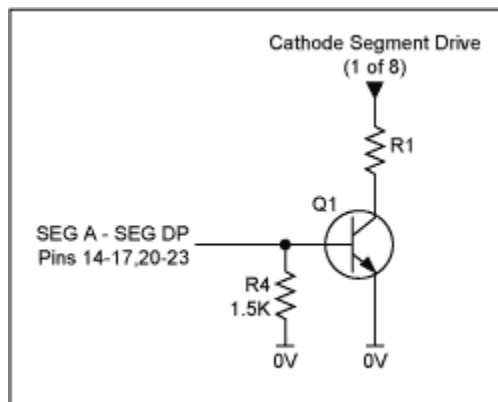 Cathode Segment Drive
(1 of 8)
R1
Q1
SEG A - SEG DP
Pins 14-17,20-23
R4
1.5K
0V
0V